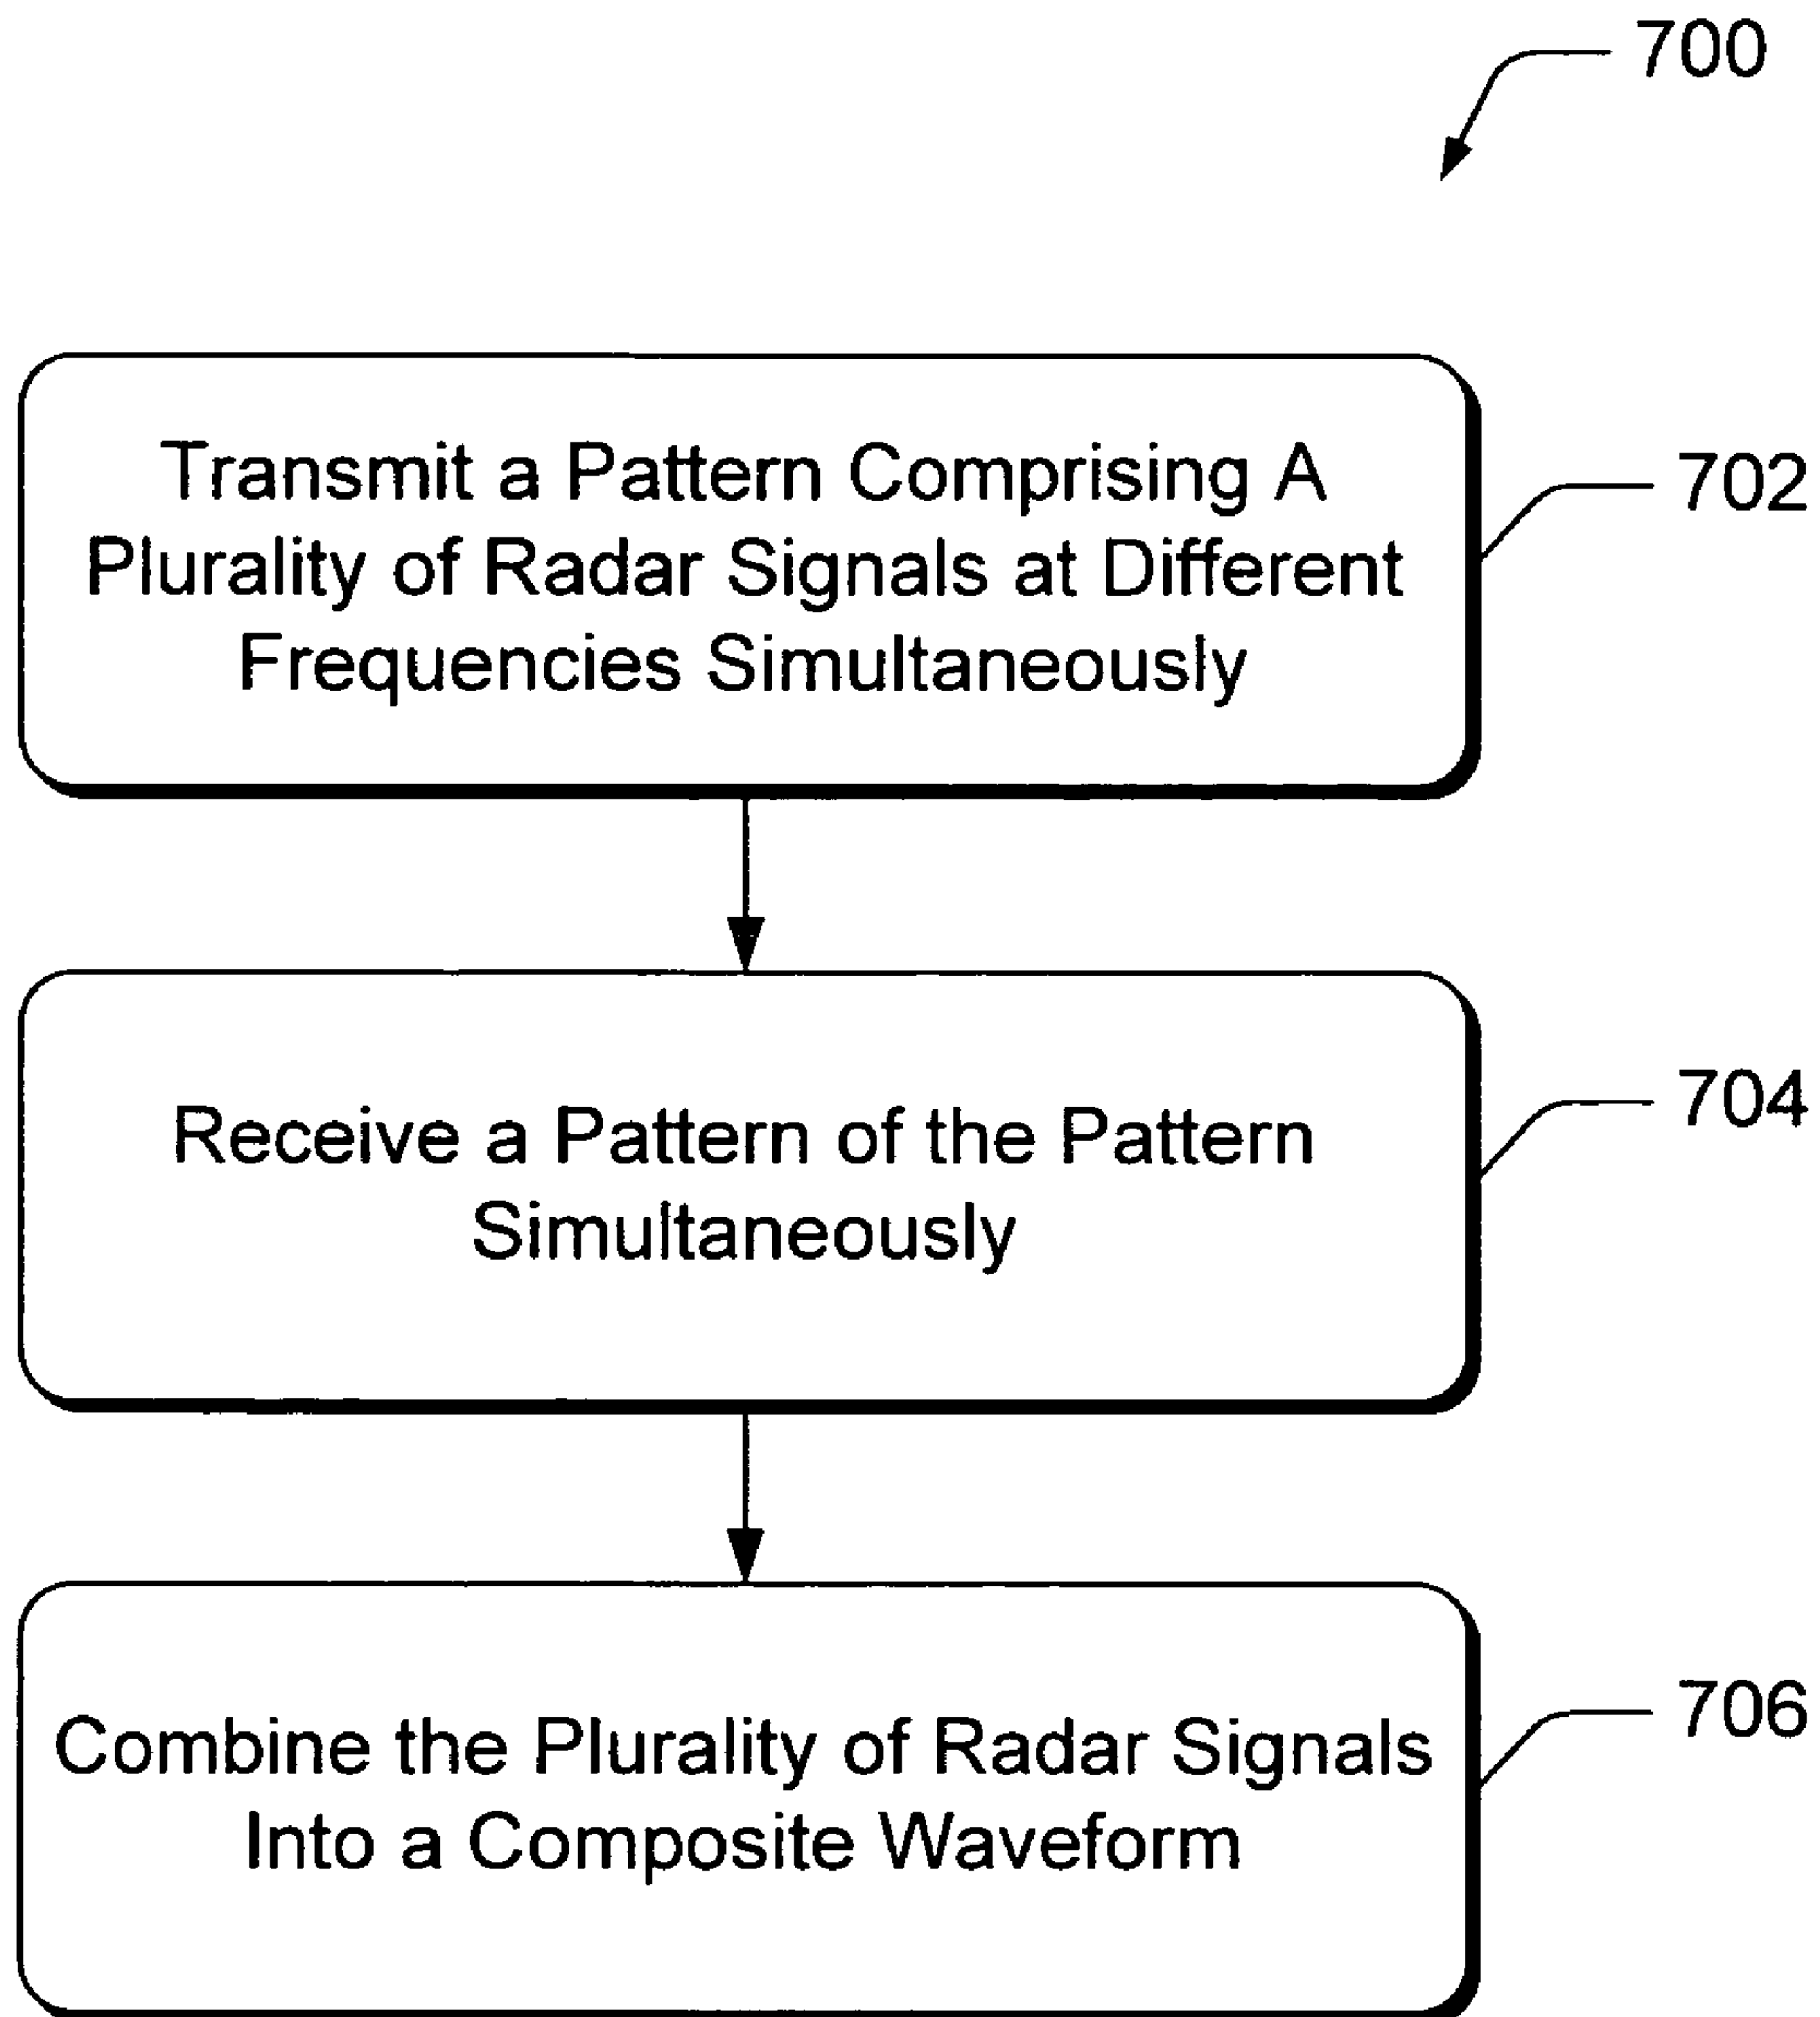 700
Transmit a Pattern Comprising A
Plurality of Radar Signals at Different
Frequencies Simultaneously
702
Receive a Pattern of the Pattern
Simultaneously
704
Combine the Plurality of Radar Signals
Into a Composite Waveform
706